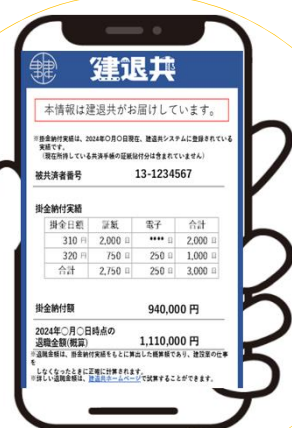 建退共
本情報は建退共がお届けしています。
※掛金納付実績は、2024年〇月〇日現在、建退共システムに登録されている
実績です。
（現在所持している共済手帳の証紙貼付分は含まれていません）
被共済者番号 13-1234567
掛金納付実績
掛金日額 証紙 電子 合計
310 円 2,000 日 **** 日 2,000 日
320 円 750 日 250 日 1,000 日
合計 2,750 日 250 日 3,000 日
掛金納付額 940,000 円
2024年〇月〇日時点の
退職金額(概算) 1,110,000 円
※退職金額は、掛金納付実績をもとに算出した概算額であり、建設業の仕事
を
しなくなったときに正確に計算されます。
※詳しい退職金額は、建退共ホームページで試算することができます。